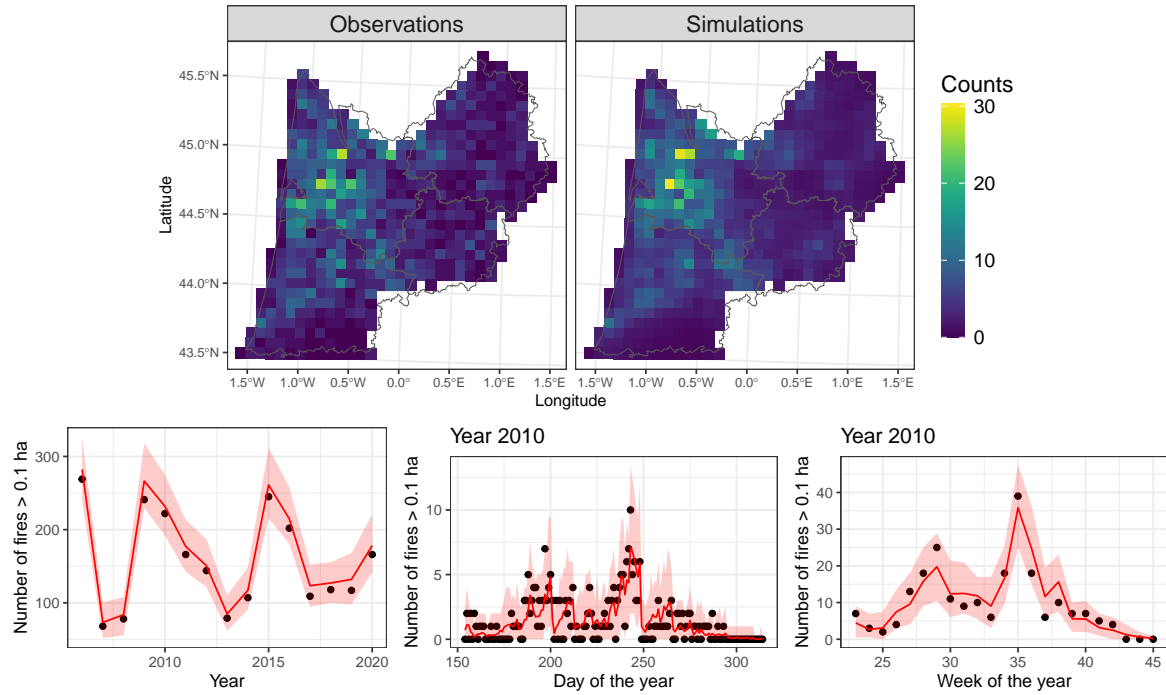 Observations
Simulations
45.5°N
45.0°N
44.5°N
44.0°N
43.5°N
Latitude
1.5°W 1.0°W 0.5°W 0.0° 0.5°E 1.0°E 1.5°E
1.5°W 1.0°W 0.5°W 0.0° 0.5°E 1.0°E 1.5°E
Longitude
Counts
30
20
10
0
Number of fires > 0.1 ha
300
200
100
2010 2015 2020
Year
Year 2010
Number of fires > 0.1 ha
10
5
0
150 200 250 300
Day of the year
Year 2010
Number of fires > 0.1 ha
40
30
20
10
0
25 30 35 40 45
Week of the year